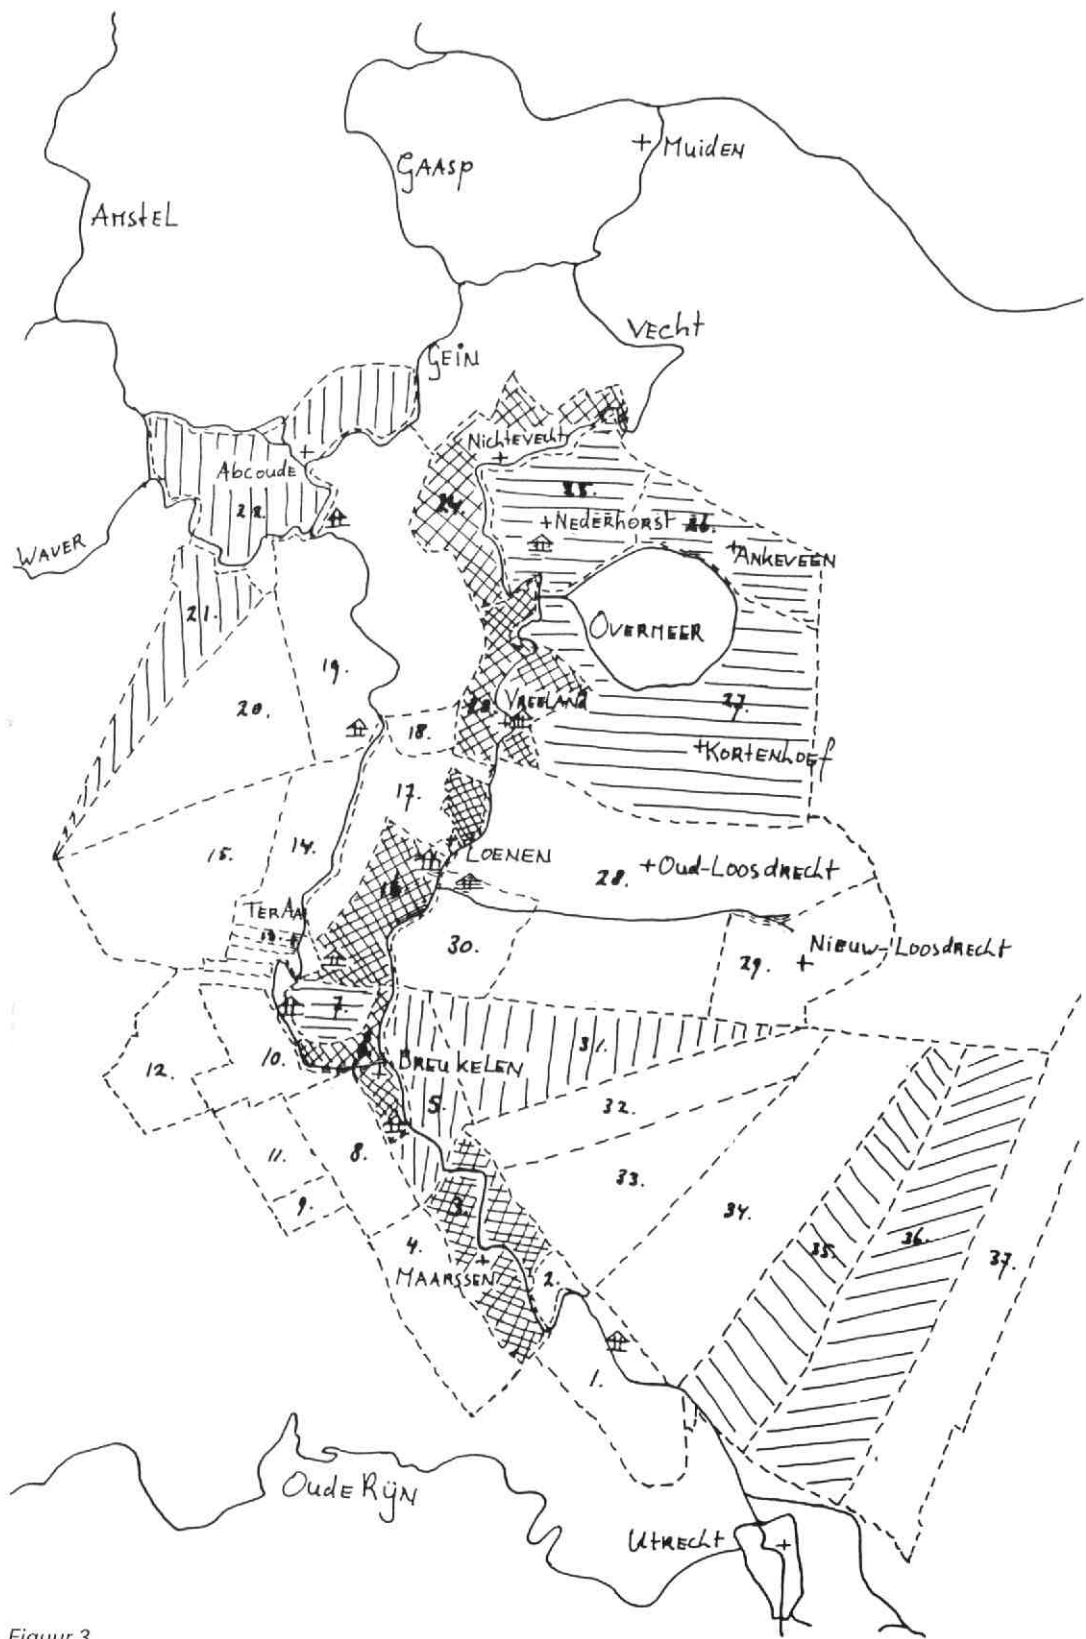 Muiden
Gaasp
Amstel
Vecht
Gein
Nichtevecht
Abcoude
24.
25.
22.
Nederhorst
26.
Waver
Ankeveen
21.
Overmeer
19.
20.
18.
Vreeland
27.
Kortenhoef
17.
15.
14.
Loenen
28.
Oud-Loosdrecht
16.
Ter Aa
13.
30.
29.
Nieuw-Loosdrecht
7.
31.
12.
10.
Breukelen
5.
32.
11.
8.
33.
9.
3.
34.
4.
35.
36.
37.
Maarssen
2.
1.
Oude Rijn
Utrecht
Figuur 3